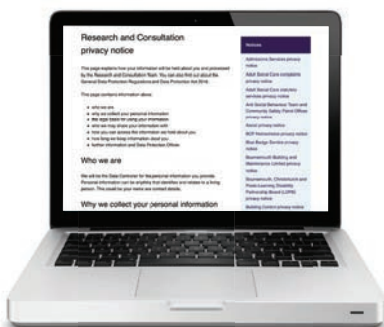 Research and Consultation
privacy notice
This page explains how your information will be held about you and processed
by the Research and Consultation Team. You can also find out about the
General Data Protection Regulations and Data Protection Act 2018.
This page contains information about:
who we are
why we collect your personal information
the legal basis for using your information
who we may share your information with
how you can access the information we hold about you
how long we keep information about you
further information and Data Protection Officer
Who we are
We will be the Data Controller for the personal information you provide.
Personal information can be anything that identifies and relates to a living
person. This could be your name and contact details.
Why we collect your personal information
Notices
Admissions Services privacy
notice
Adult Social Care complaints
privacy notice
Adult Social Care statutory
services privacy notice
Anti Social Behaviour Team and
Community Safety Patrol Officer
privacy notice
privacy notice
BCP Homechoice privacy notice
Blue Badge Service privacy
notice
Bournemouth Building and
Maintenance Limited privacy
notice
Bournemouth, Christchurch and
Poole Learning Disability
Partnership Board (LDPB)
privacy notice
Building Control privacy notice